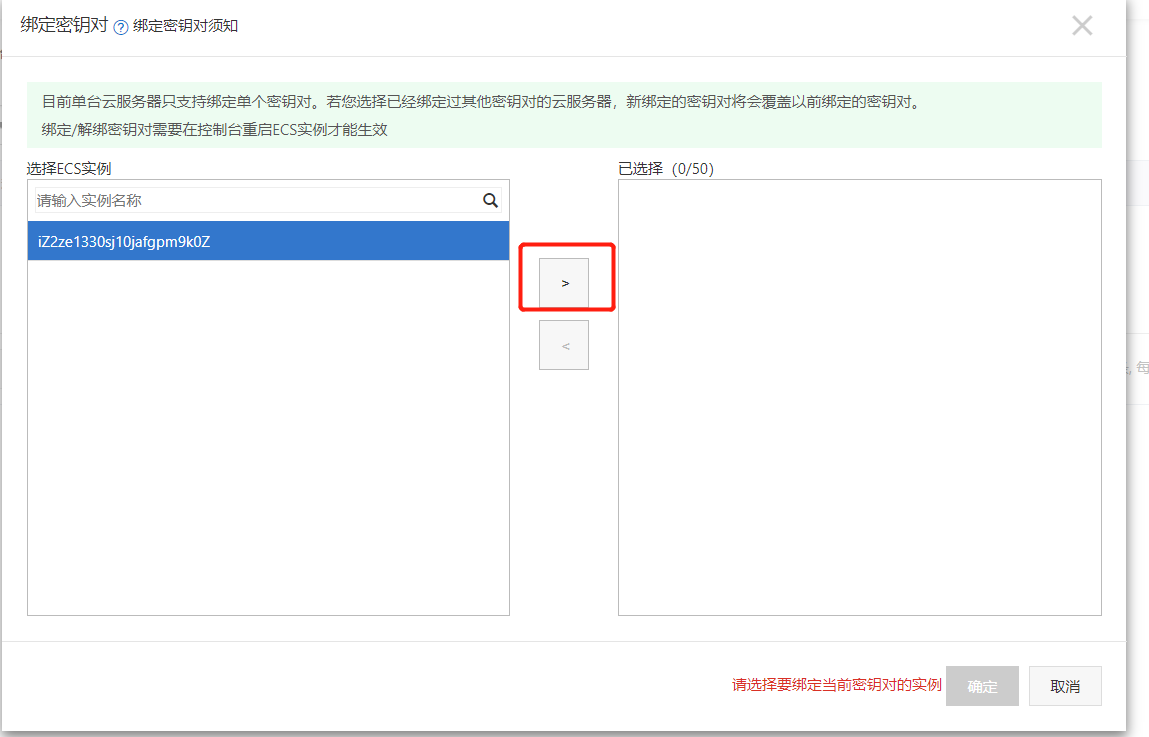 绑定密钥对 ? 绑定密钥对须知
目前单台云服务器只支持绑定单个密钥对。若您选择已经绑定过其他密钥对的云服务器，新绑定的密钥对将会覆盖以前绑定的密钥对。
绑定/解绑密钥对需要在控制台重启ECS实例才能生效
选择ECS实例
已选择（0/50）
请输入实例名称
iZ2ze1330sj10jafgpm9k0Z
>
<
每
请选择要绑定当前密钥对的实例
确定
取消